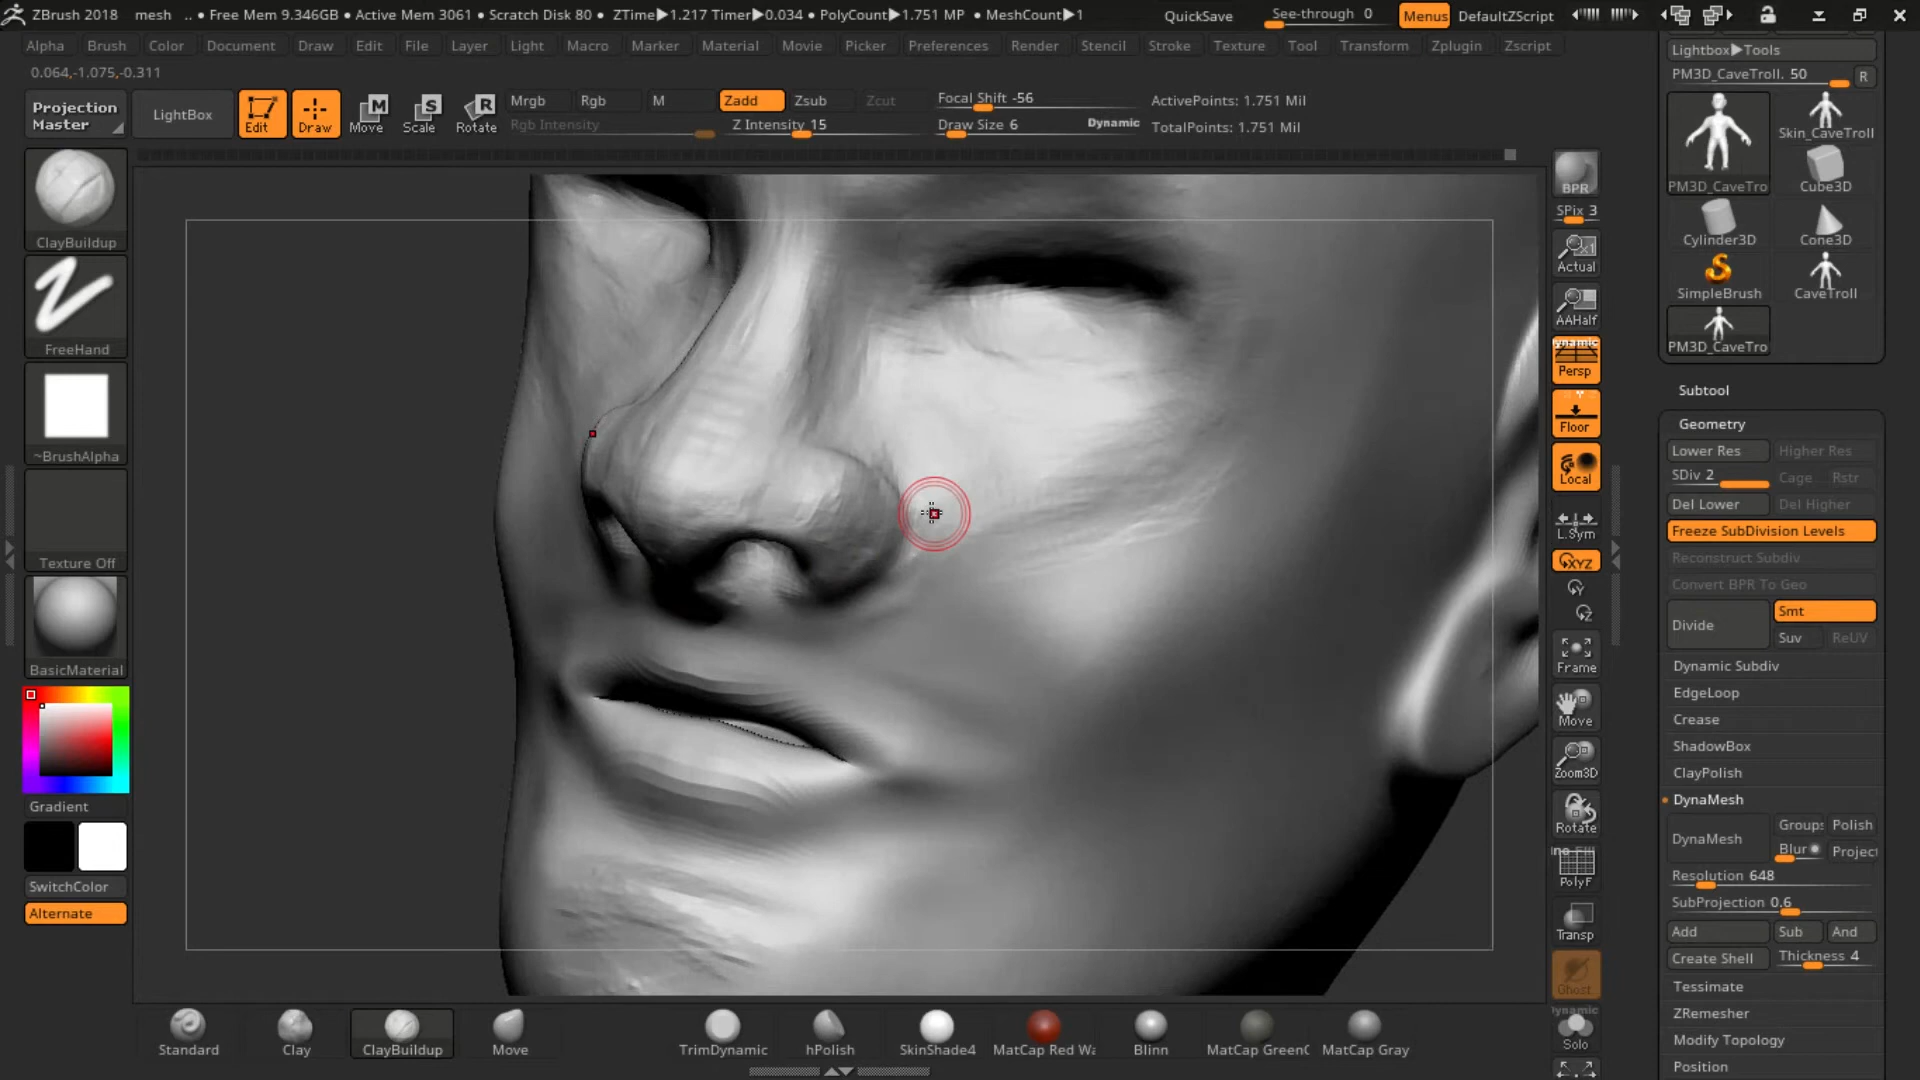 ZBrush 2018 mesh .. • Free Mem 9.346GB • Active Mem 3061 • Scratch Disk 80 • ZTime▶1.217 Timer▶0.034 • PolyCount▶1.751 MP • MeshCount▶1 QuickSave See-through 0 Menus DefaultZScript
Alpha Brush Color Document Draw Edit File Layer Light Macro Marker Material Movie Picker Preferences Render Stencil Stroke Texture Tool Transform Zplugin Zscript
0.064,-1.075,-0.311
Projection Master
LightBox
Edit
Draw
Move
Scale
Rotate
Mrgb Rgb M
Rgb Intensity
Zadd Zsub Zcut
Z Intensity 15
Focal Shift -56
Draw Size 6 Dynamic
ActivePoints: 1.751 Mil
TotalPoints: 1.751 Mil
ClayBuildup
FreeHand
~BrushAlpha
Texture Off
BasicMaterial
Gradient
SwitchColor
Alternate
BPR
SPix 3
Actual
AAHalf
Persp
Floor
Local
L.Sym
XYZ
Y
Z
Frame
Move
Zoom3D
Rotate
PolyF
Transp
Ghost
Dynamic
Solo
Lightbox▶Tools
PM3D_CaveTroll. 50 R
PM3D_CaveTro
Skin_CaveTroll
Cube3D
Cylinder3D
Cone3D
SimpleBrush
CaveTroll
PM3D_CaveTro
Subtool
Geometry
Lower Res Higher Res
SDiv 2 Cage Rstr
Del Lower Del Higher
Freeze SubDivision Levels
Reconstruct Subdiv
Convert BPR To Geo
Divide Smt
Suv ReUV
Dynamic Subdiv
EdgeLoop
Crease
ShadowBox
ClayPolish
DynaMesh
DynaMesh Groups Polish
Blur Project
Resolution 648
SubProjection 0.6
Add Sub And
Create Shell Thickness 4
Tessimate
ZRemesher
Modify Topology
Position
Standard Clay ClayBuildup Move TrimDynamic hPolish SkinShade4 MatCap Red Wa Blinn MatCap GreenC MatCap Gray